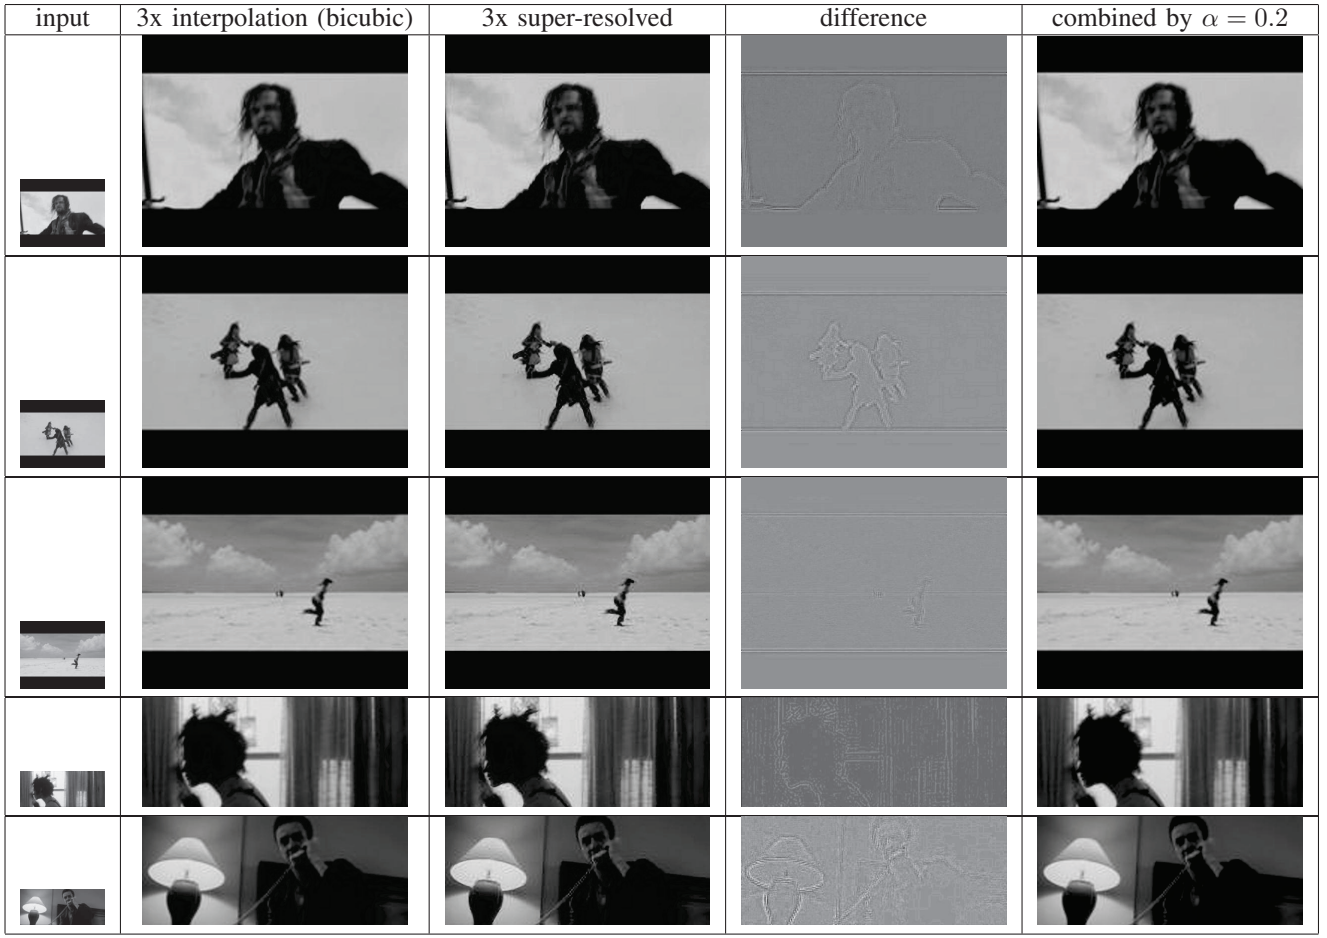 input 3x interpolation (bicubic) 3x super-resolved difference combined by α = 0.2